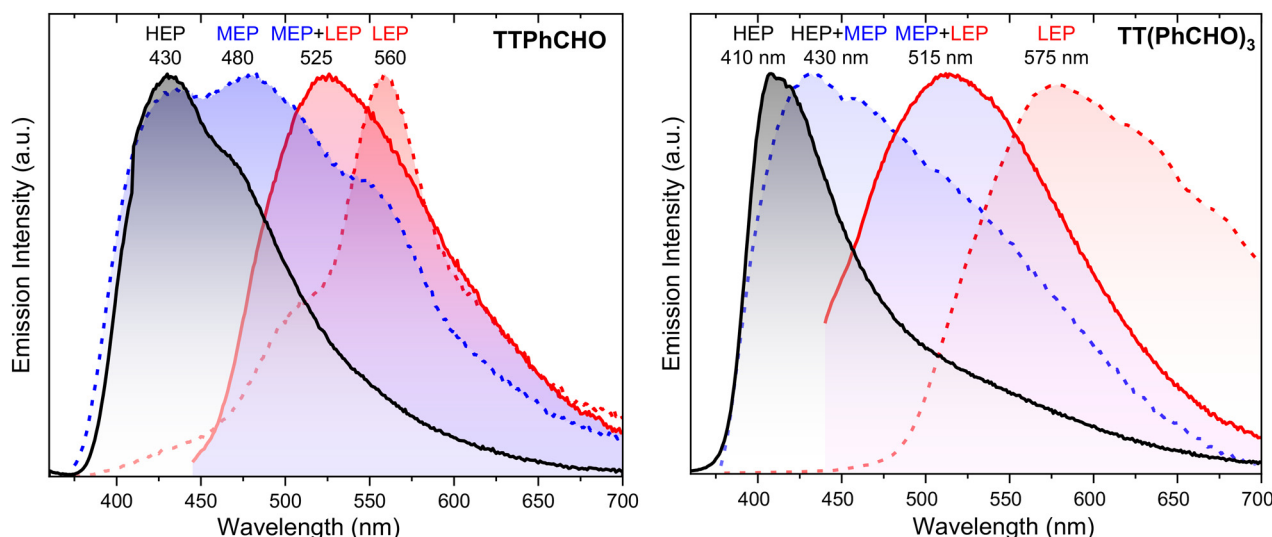 HEP MEP MEP+LEP LEP
430 480 525 560
TTPhCHO
Emission Intensity (a.u.)
400 450 500 550 600 650 700
Wavelength (nm)
HEP HEP+MEP MEP+LEP LEP
410 nm 430 nm 515 nm 575 nm
TT(PhCHO)₃
Emission Intensity (a.u.)
400 450 500 550 600 650 700
Wavelength (nm)